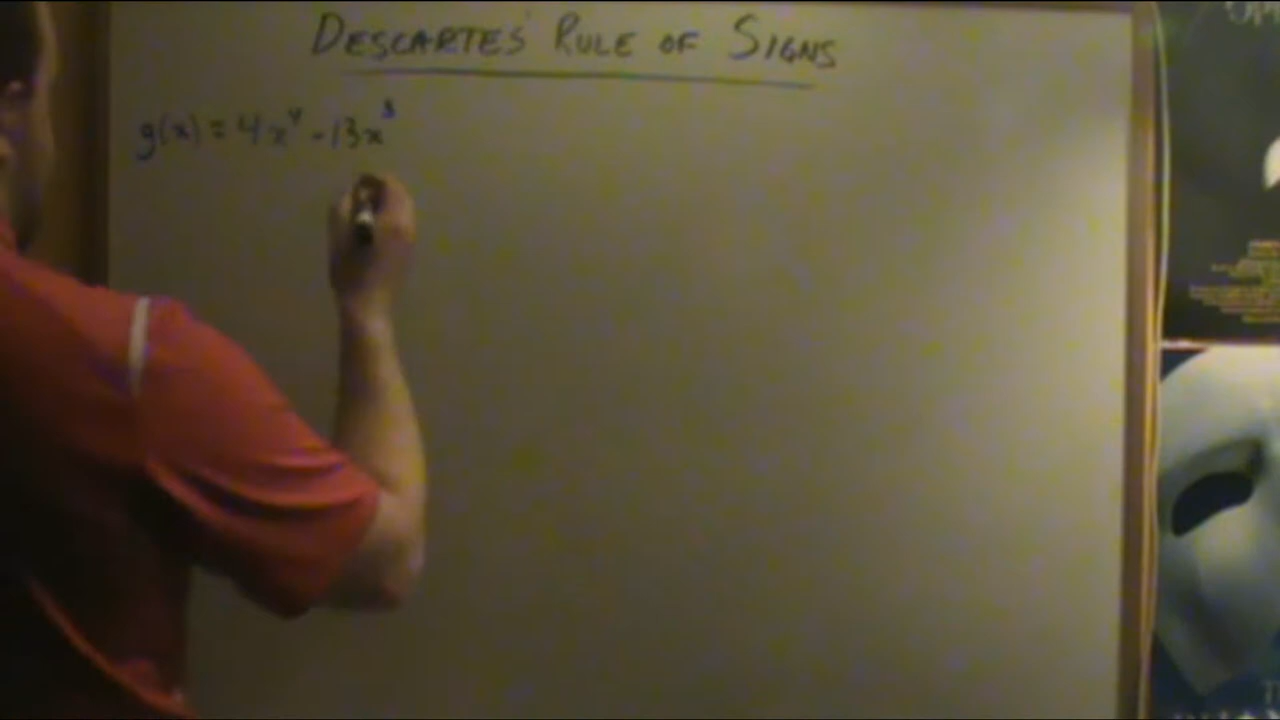 DESCARTES' RULE OF SIGNS
g(x) = 4x⁴ - 13x³